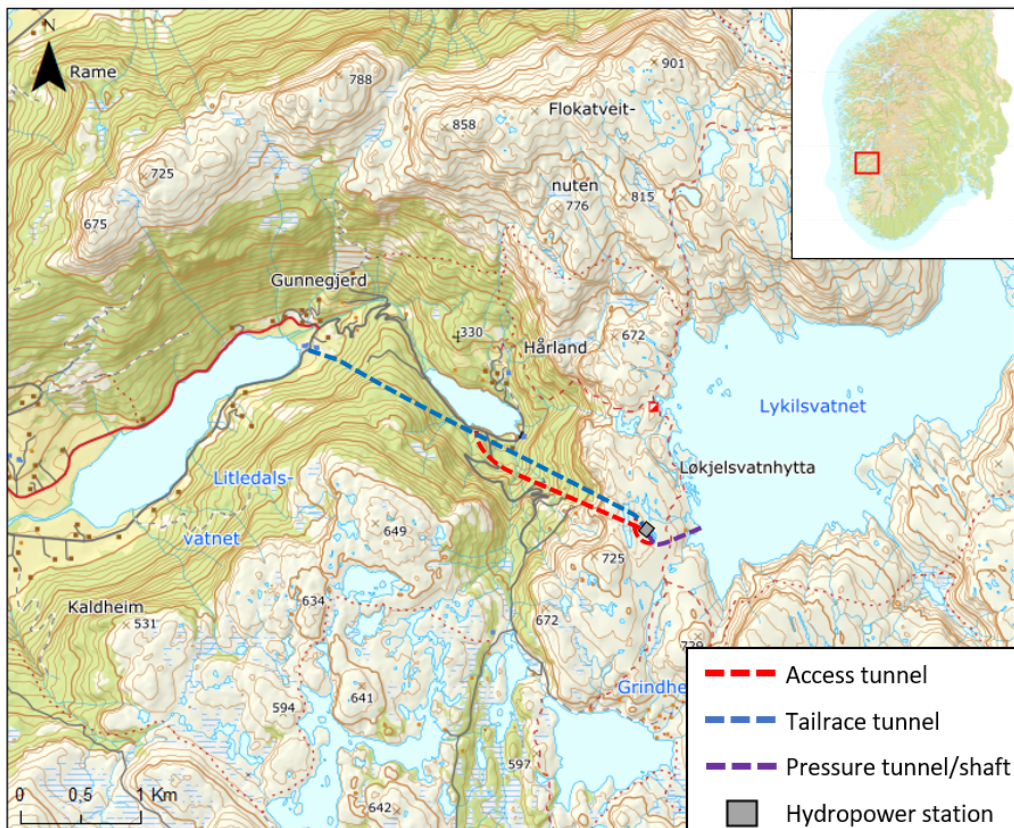 N
Rame
788
901
Flokatveit-
858
725
nuten
815
776
675
Gunnegjerd
330
672
Hårland
Lykilsvatnet
Løkjelsvatnhytta
Litledals-
vatnet
649
725
Kaldheim
634
531
672
729
641
Grindhe
594
597
642
0 0,5 1 Km
Access tunnel
Tailrace tunnel
Pressure tunnel/shaft
Hydropower station